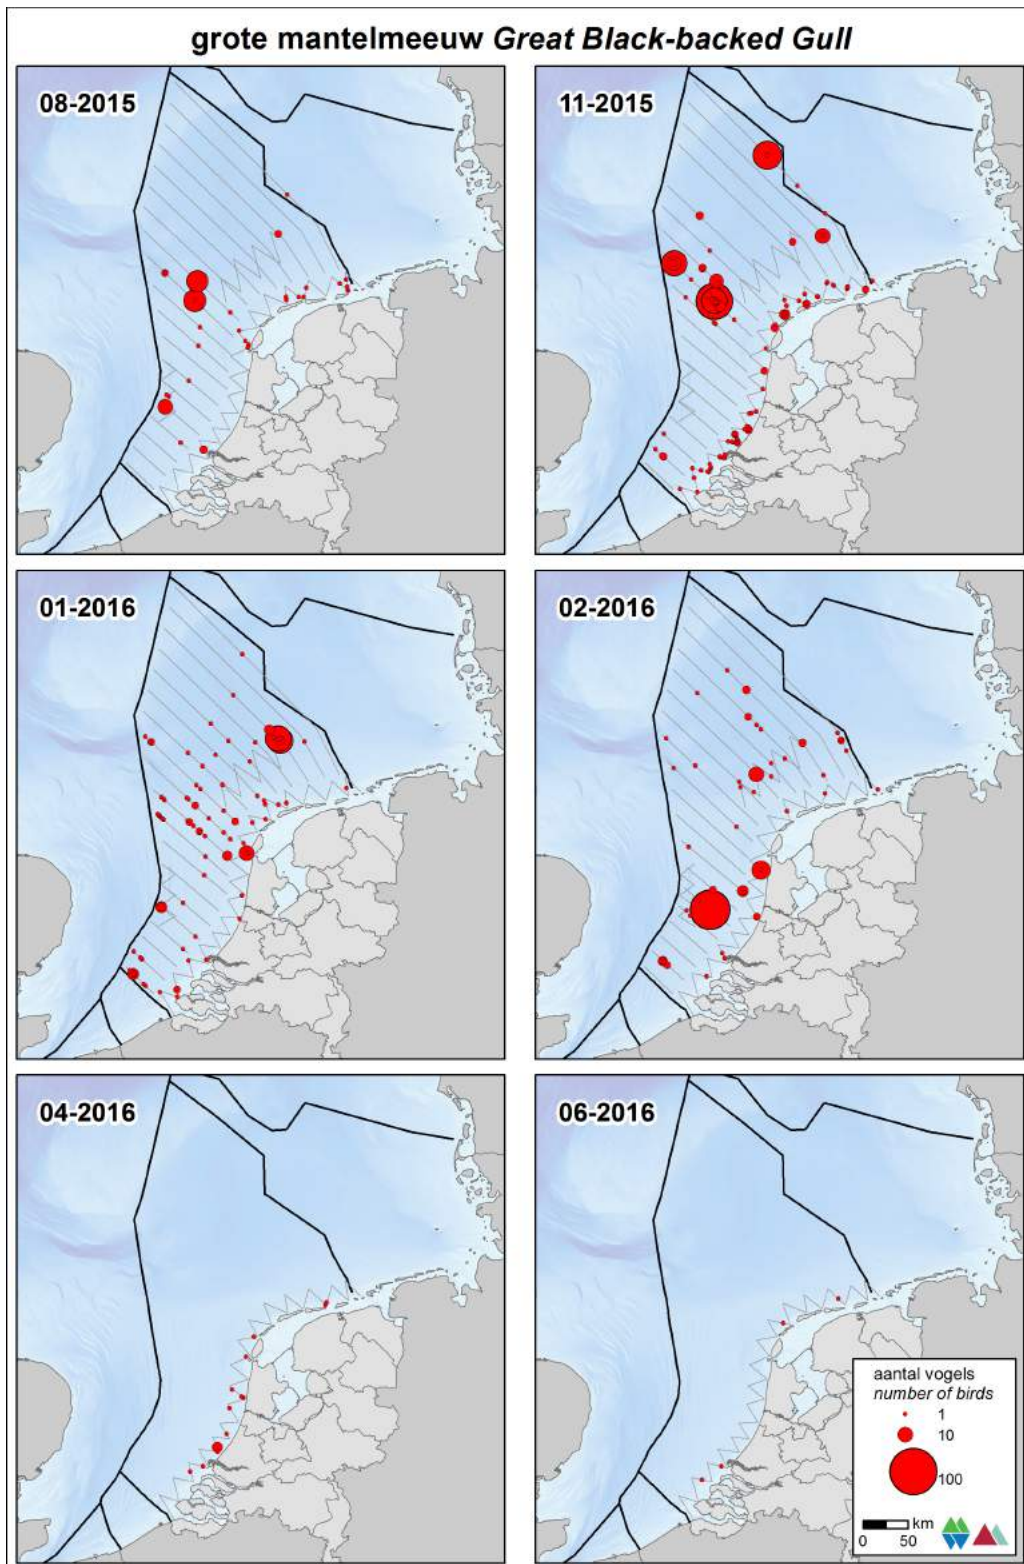 grote mantelmeeuw Great Black-backed Gull
08-2015
11-2015
01-2016
02-2016
04-2016
06-2016
aantal vogels
number of birds
1
10
100
km
0 50